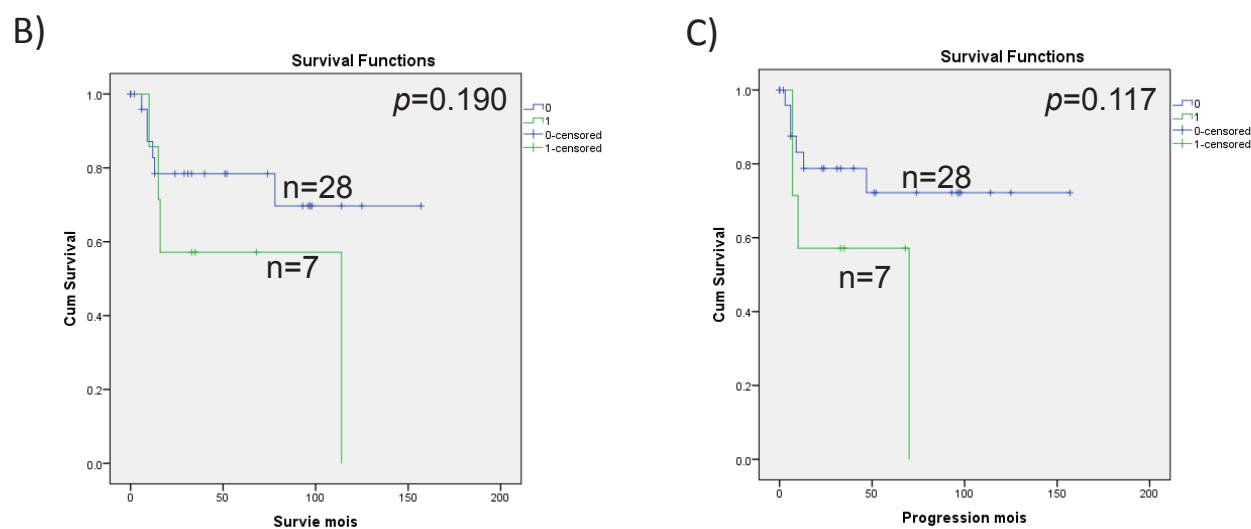 B)
Survival Functions
p=0.190
1.0
0.8
0.6
0.4
0.2
0.0
Cum Survival
n=28
n=7
0
1
0-censored
1-censored
0 50 100 150 200
Survie mois
C)
Survival Functions
p=0.117
1.0
0.8
0.6
0.4
0.2
0.0
Cum Survival
n=28
n=7
0
1
0-censored
1-censored
0 50 100 150 200
Progression mois